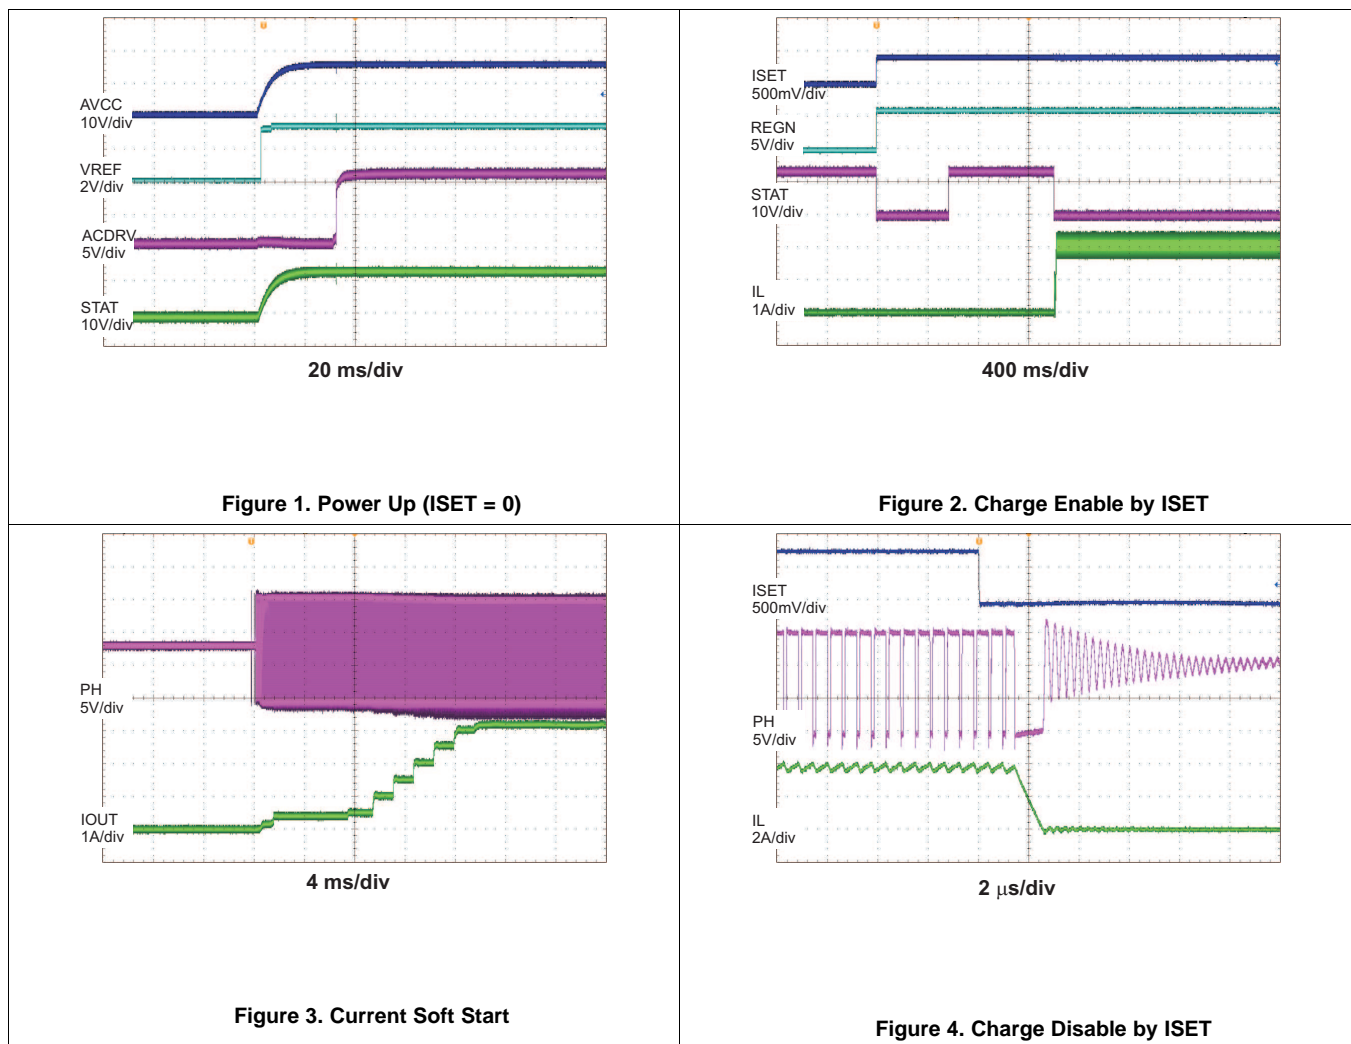 AVCC
10V/div
VREF
2V/div
ACDRV
5V/div
STAT
10V/div
20 ms/div
Figure 1. Power Up (ISET = 0)
ISET
500mV/div
REGN
5V/div
STAT
10V/div
IL
1A/div
400 ms/div
Figure 2. Charge Enable by ISET
PH
5V/div
IOUT
1A/div
4 ms/div
Figure 3. Current Soft Start
ISET
500mV/div
PH
5V/div
IL
2A/div
2 μs/div
Figure 4. Charge Disable by ISET